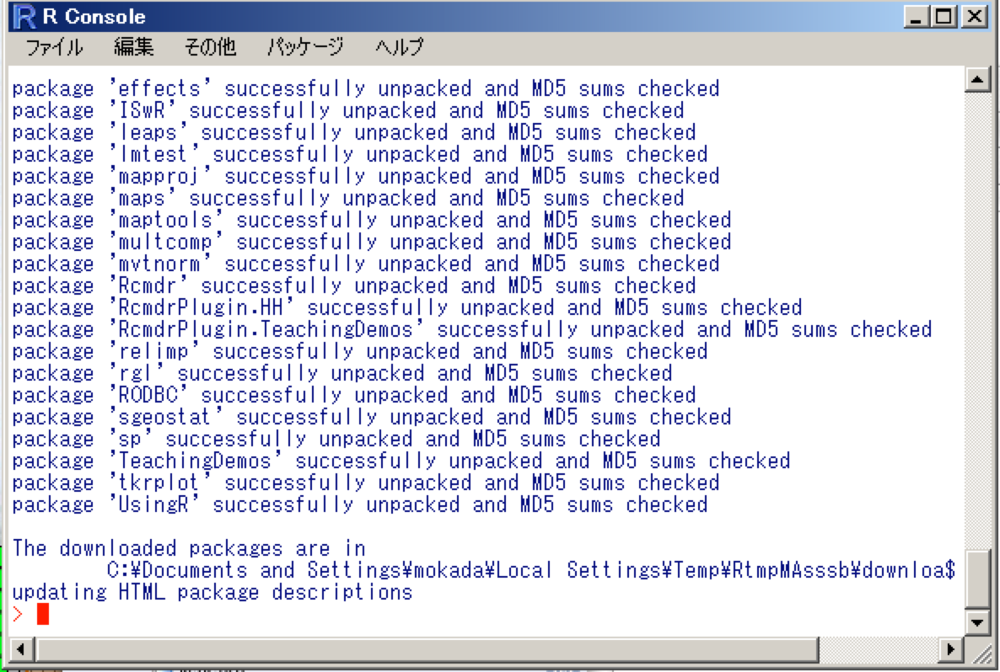 R Console
ファイル 編集 その他 パッケージ ヘルプ
package 'effects' successfully unpacked and MD5 sums checked
package 'ISwR' successfully unpacked and MD5 sums checked
package 'leaps' successfully unpacked and MD5 sums checked
package 'lmtest' successfully unpacked and MD5 sums checked
package 'mapproj' successfully unpacked and MD5 sums checked
package 'maps' successfully unpacked and MD5 sums checked
package 'maptools' successfully unpacked and MD5 sums checked
package 'multcomp' successfully unpacked and MD5 sums checked
package 'mvtnorm' successfully unpacked and MD5 sums checked
package 'Rcmdr' successfully unpacked and MD5 sums checked
package 'RcmdrPlugin.HH' successfully unpacked and MD5 sums checked
package 'RcmdrPlugin.TeachingDemos' successfully unpacked and MD5 sums checked
package 'relimp' successfully unpacked and MD5 sums checked
package 'rgl' successfully unpacked and MD5 sums checked
package 'RODBC' successfully unpacked and MD5 sums checked
package 'sgeostat' successfully unpacked and MD5 sums checked
package 'sp' successfully unpacked and MD5 sums checked
package 'TeachingDemos' successfully unpacked and MD5 sums checked
package 'tkrplot' successfully unpacked and MD5 sums checked
package 'UsingR' successfully unpacked and MD5 sums checked
The downloaded packages are in
C:¥Documents and Settings¥mokada¥Local Settings¥Temp¥RtmpMAsssb¥downloa$
updating HTML package descriptions
>